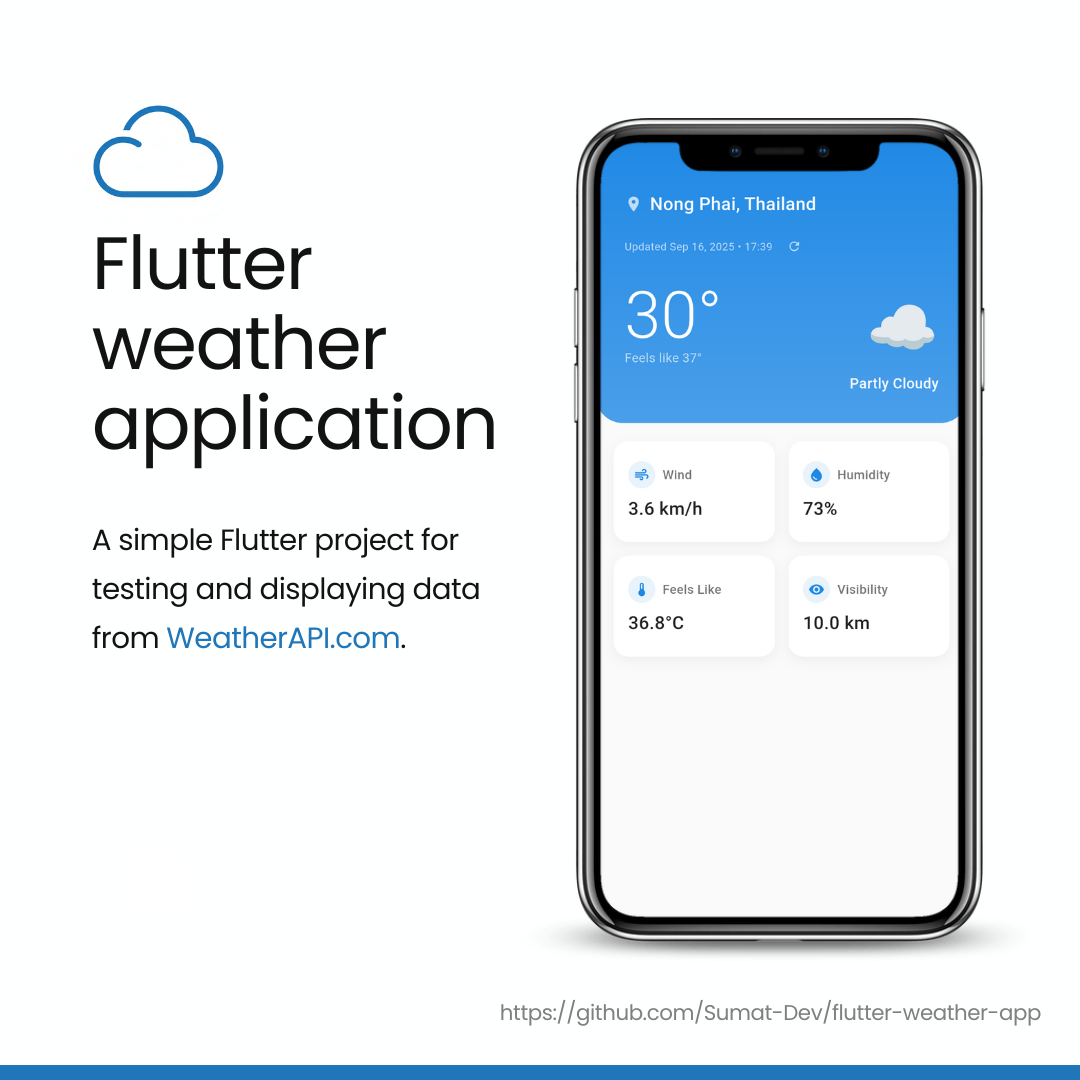 Flutter
weather
application
A simple Flutter project for
testing and displaying data
from WeatherAPI.com.
Nong Phai, Thailand
Updated Sep 16, 2025 • 17:39
30°
Feels like 37°
Partly Cloudy
Wind
3.6 km/h
Humidity
73%
Feels Like
36.8°C
Visibility
10.0 km
https://github.com/Sumat-Dev/flutter-weather-app